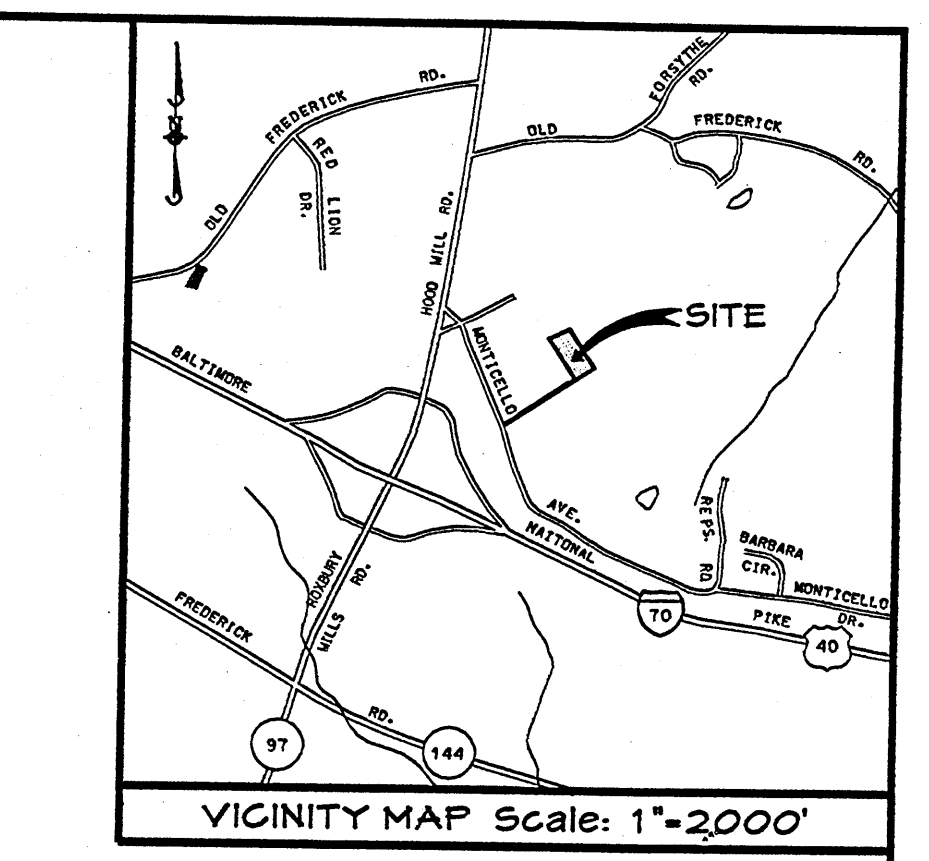 FORSYTHE RD.
OLD FREDERICK RD.
OLD FREDERICK RD.
RED LION DR.
HOOD MILL RD.
SITE
MONTICELLO AVE.
BALTIMORE NAITONAL PIKE
REPS. RD
BARBARA CIR.
MONTICELLO DR.
70
40
ROXBURY MILLS RD.
FREDERICK RD.
97
144
N
VICINITY MAP Scale: 1"=2000'